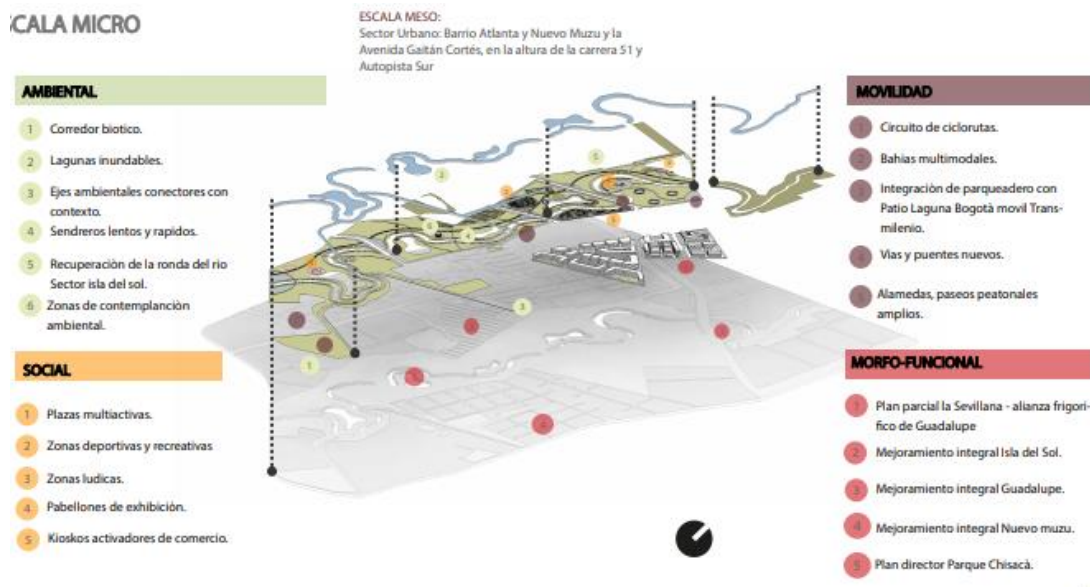 CALA MICRO
ESCALA MESO:
Sector Urbano: Barrio Atlanta y Nuevo Muzu y la
Avenida Gaitán Cortés, en la altura de la carrera 51 y
Autopista Sur
AMBIENTAL
1 Corredor biotico.
2 Lagunas inundables.
3 Ejes ambientales conectores con
contexto.
4 Sendreros lentos y rapidos.
5 Recuperaciòn de la ronda del rio
Sector isla del sol.
6 Zonas de contemplanciòn
ambiental.
SOCIAL
1 Plazas multiactivas.
2 Zonas deportivas y recreativas
3 Zonas ludicas.
4 Pabellones de exhibiciòn.
5 Kioskos activadores de comercio.
MOVILIDAD
1 Circuito de ciclorutas.
2 Bahias multimodales.
3 Integraciòn de parqueadero con
Patio Laguna Bogotà movil Trans-
milenio.
4 Vias y puentes nuevos.
5 Alamedas, paseos peatonales
amplios.
MORFO-FUNCIONAL
1 Plan parcial la Sevillana - alianza frigori-
fico de Guadalupe
2 Mejoramiento integral Isla del Sol.
3 Mejoramiento integral Guadalupe.
4 Mejoramiento integral Nuevo muzu.
5 Plan director Parque Chisacà.